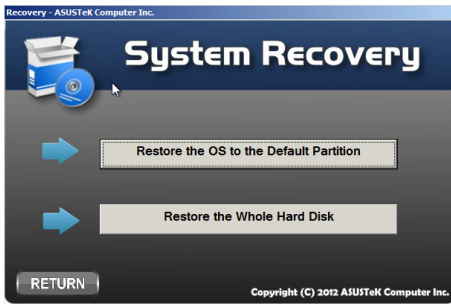 Recovery - ASUSTeK Computer Inc.
System Recovery
Restore the OS to the Default Partition
Restore the Whole Hard Disk
RETURN
Copyright (C) 2012 ASUSTeK Computer Inc.